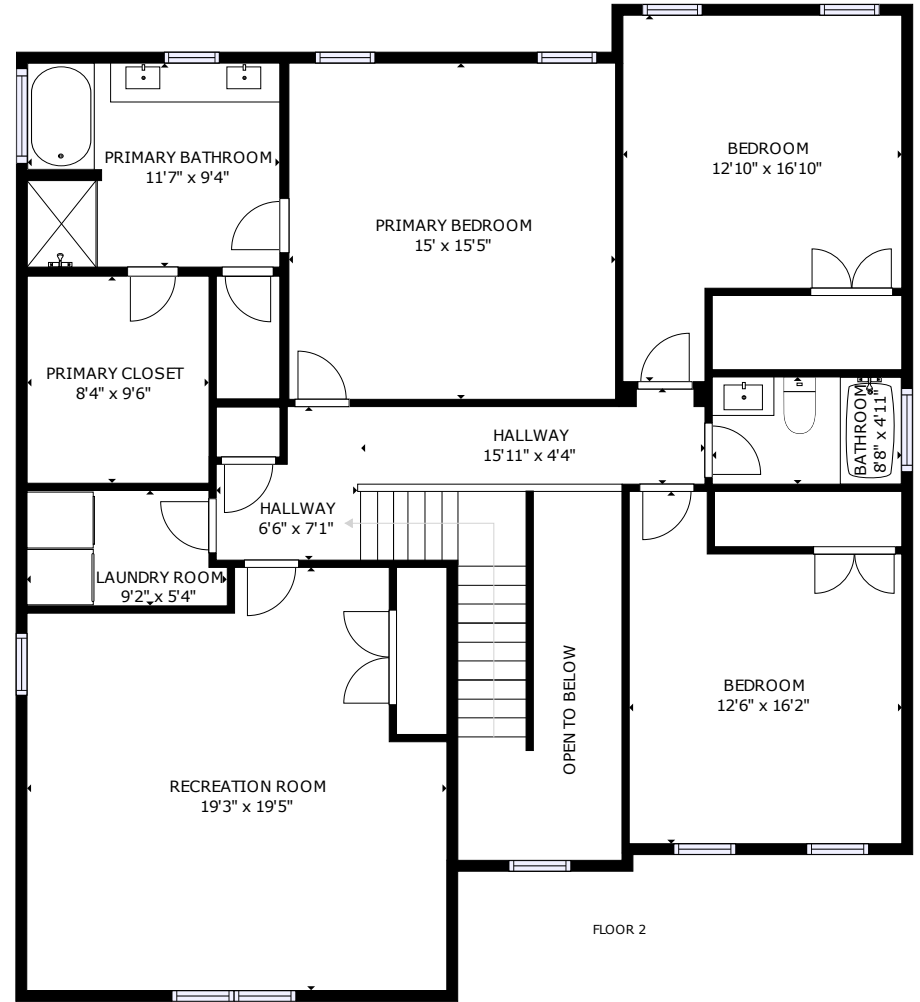 BEDROOM
12'10" x 16'10"
PRIMARY BATHROOM
11'7" x 9'4"
PRIMARY BEDROOM
15' x 15'5"
PRIMARY CLOSET
8'4" x 9'6"
HALLWAY
15'11" x 4'4"
BATHROOM
8'8" x 4'11"
HALLWAY
6'6" x 7'1"
LAUNDRY ROOM
9'2" x 5'4"
OPEN TO BELOW
BEDROOM
12'6" x 16'2"
RECREATION ROOM
19'3" x 19'5"
FLOOR 2